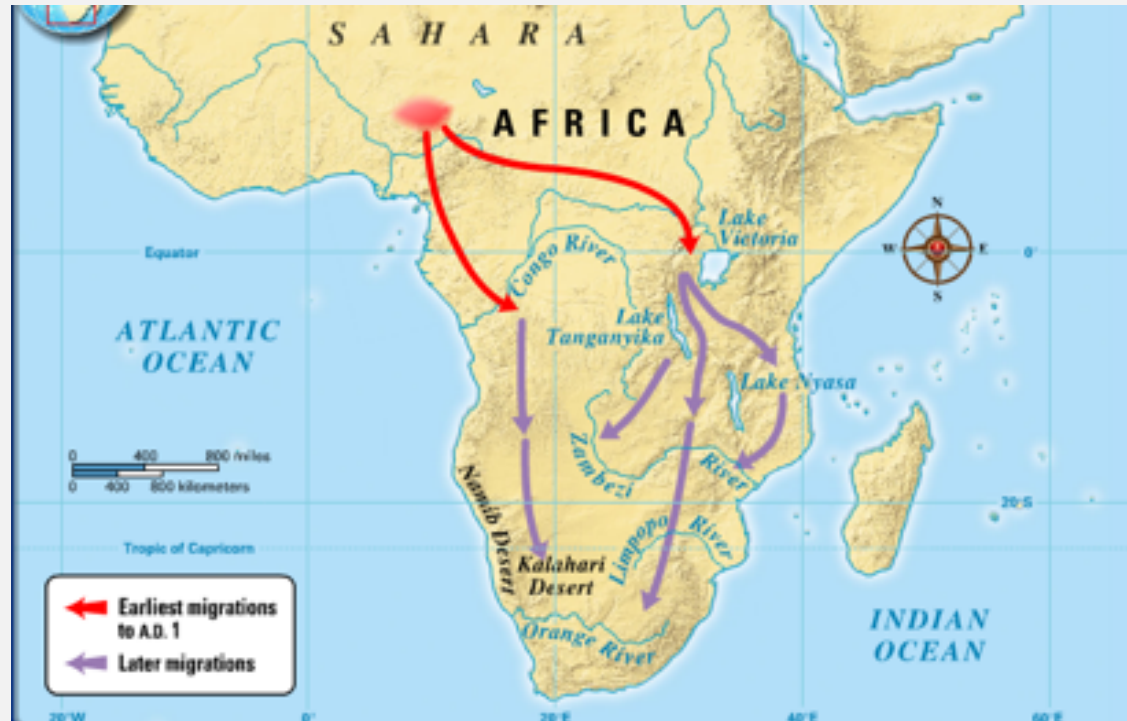 SAHARA
AFRICA
Lake
Victoria
Equator
0°
Congo River
N
W E
S
ATLANTIC
OCEAN
Lake
Tanganyika
Lake Nyasa
0 400 800 miles
0 400 800 kilometers
Zambezi
River
Namib Desert
20°S
Tropic of Capricorn
Limpopo River
Kalahari
Desert
Earliest migrations
to A.D. 1
Later migrations
Orange River
INDIAN
OCEAN
20°W 0° 20°E 40°E 60°E